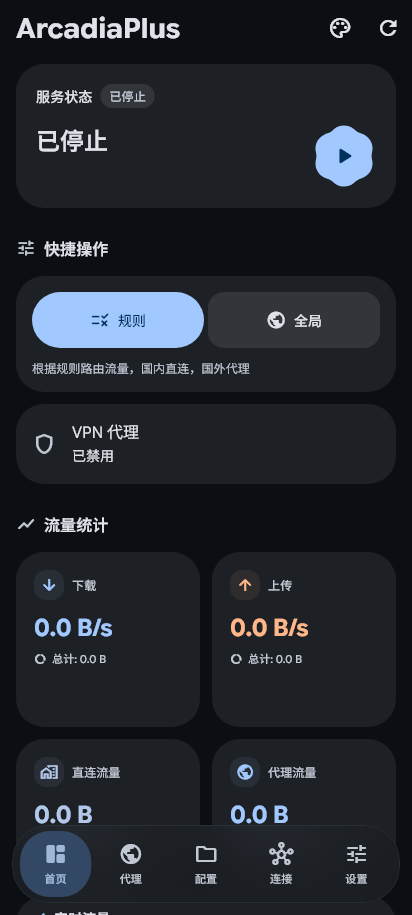 ArcadiaPlus
服务状态 已停止
已停止
快捷操作
规则 全局
根据规则路由流量，国内直连，国外代理
VPN 代理
已禁用
流量统计
下载 上传
0.0 B/s 0.0 B/s
总计: 0.0 B 总计: 0.0 B
直连流量 代理流量
0.0 B 0.0 B
首页 代理 配置 连接 设置